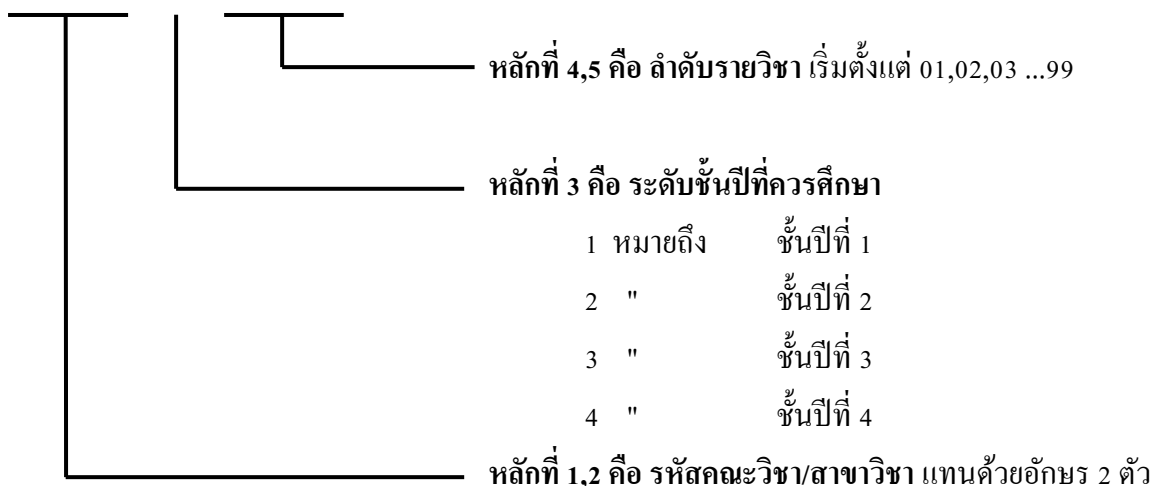 หลักที่ 4,5 คือ ลำดับรายวิชา เริ่มตั้งแต่ 01,02,03 ...99
หลักที่ 3 คือ ระดับชั้นปีที่ควรศึกษา
1 หมายถึง ชั้นปีที่ 1
2 " ชั้นปีที่ 2
3 " ชั้นปีที่ 3
4 " ชั้นปีที่ 4
หลักที่ 1,2 คือ รหัสคณะวิชา/สาขาวิชา แทนด้วยอักษร 2 ตัว